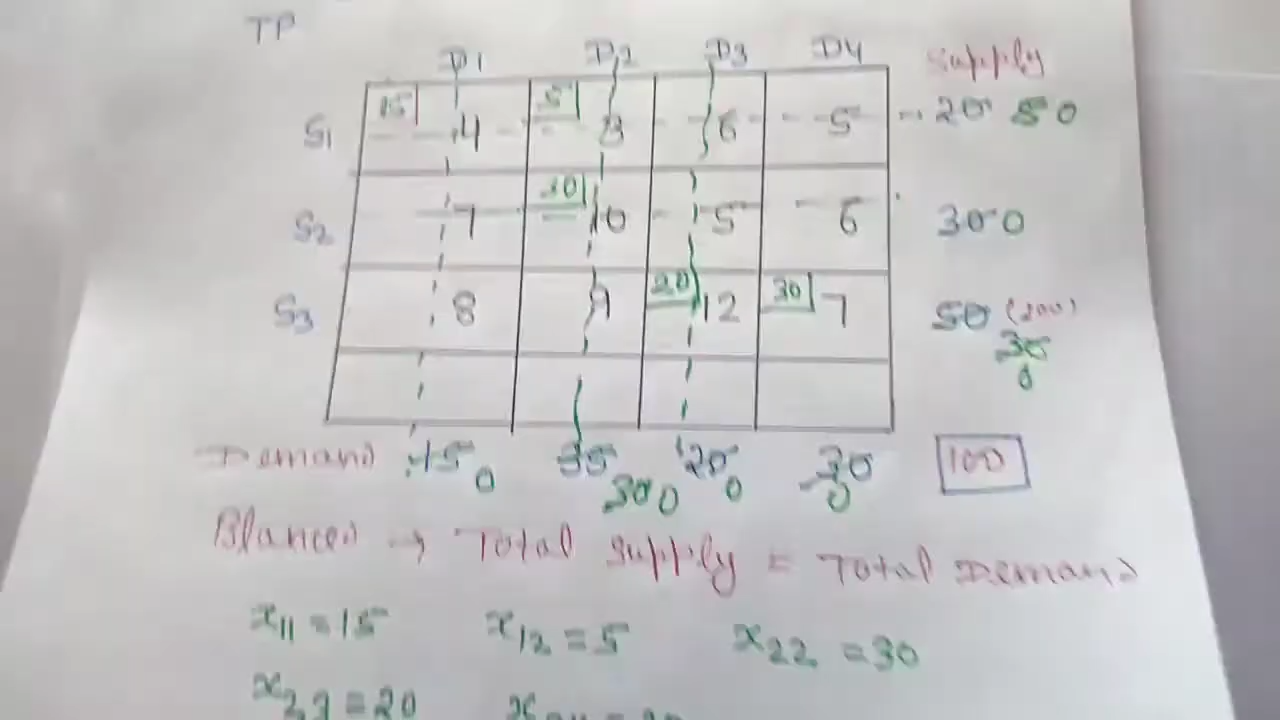 TP
D1 D2 D3 D4 Supply
S1 15 4 5 8 6 5 20 5 0
S2 7 30 10 5 6 30 0
S3 8 9 20 12 30 7 50 (200)
30
0
Demand 15 0 35 30 0 20 0 30 0 100
Blanced → Total Supply = Total Demand
x11 = 15 x12 = 5 x22 = 30
= 20